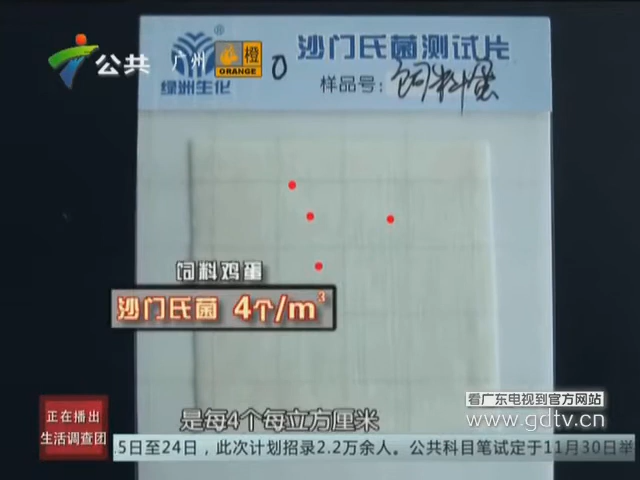 公共
广州
橙
ORANGE
0
绿洲生化
沙门氏菌测试片
样品号：饲料蛋
饲料鸡蛋
沙门氏菌 4个/m³
看广东电视到官方网站
www.gdtv.cn
正在播出
生活调查团
是每4个每立方厘米
.5日至24日，此次计划招录2.2万余人。公共科目笔试定于11月30日举